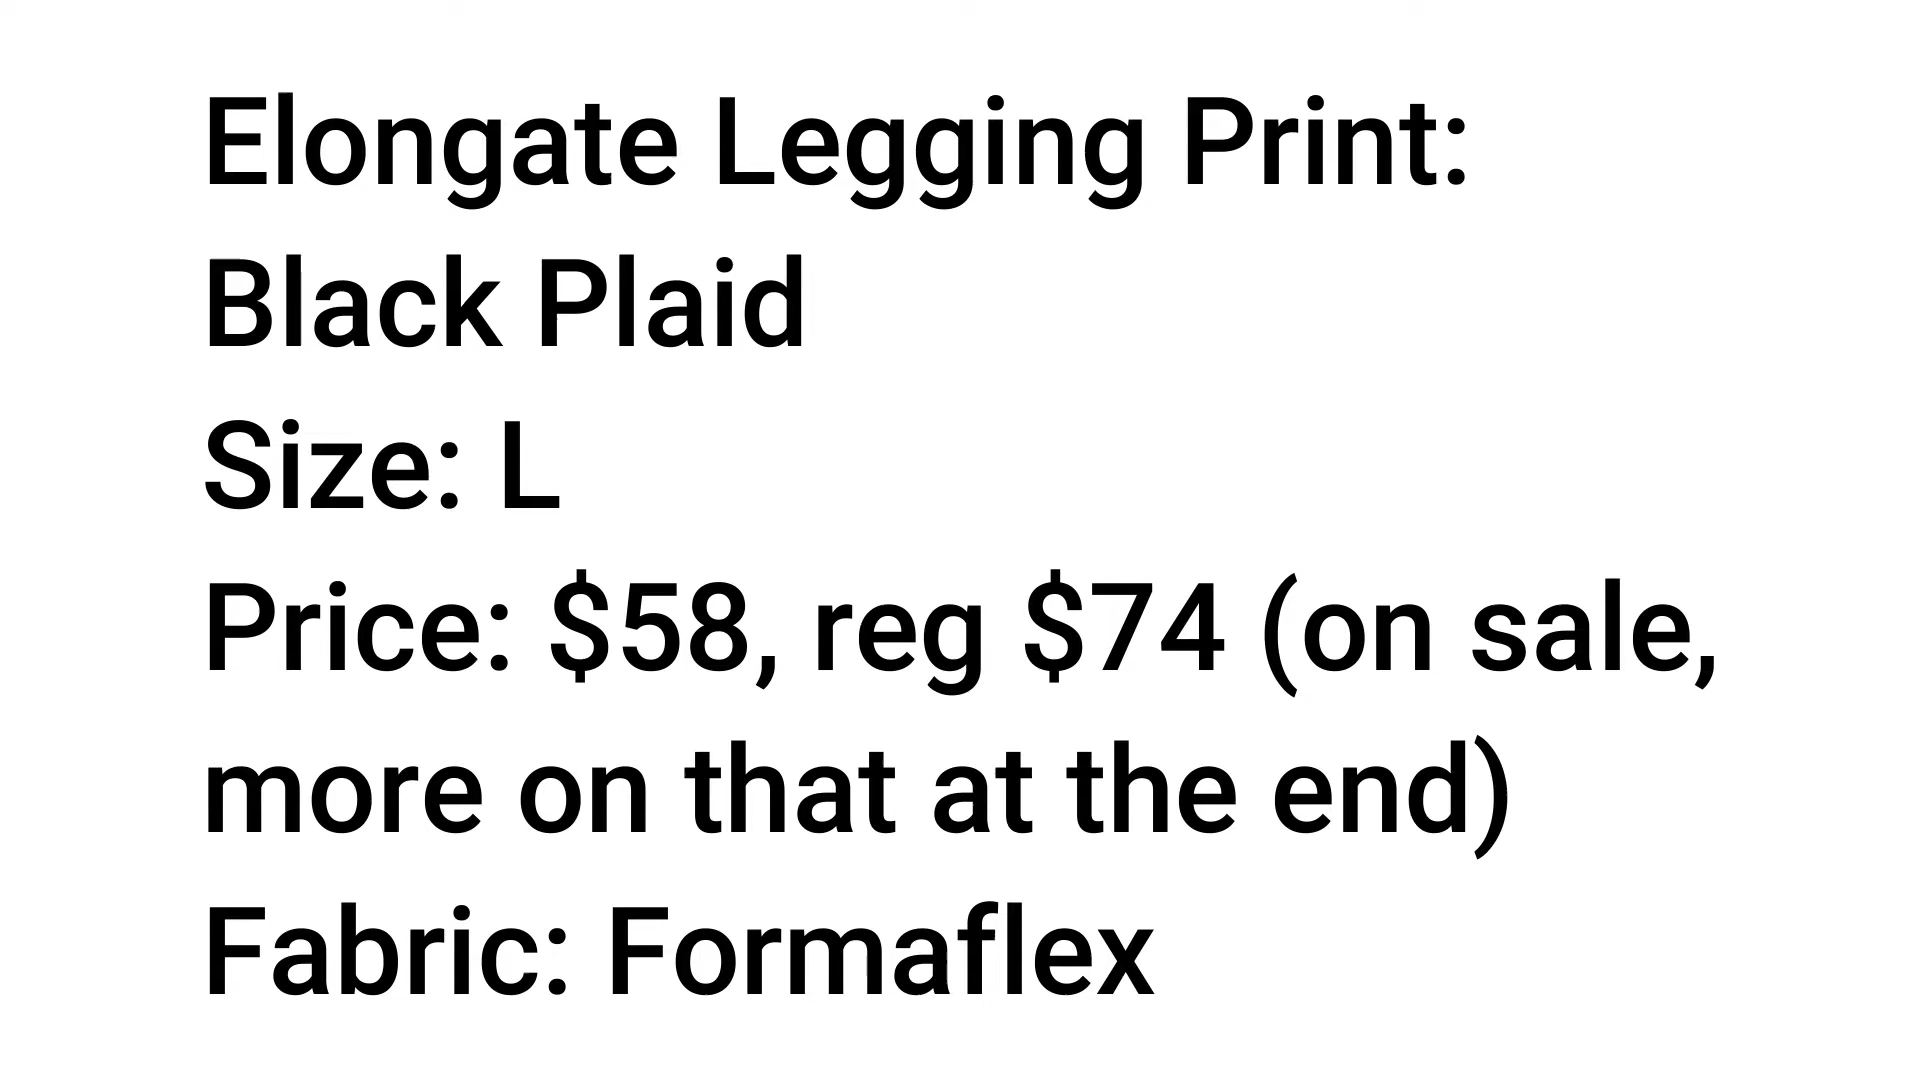 Elongate Legging Print:
Black Plaid
Size: L
Price: $58, reg $74 (on sale,
more on that at the end)
Fabric: Formaflex